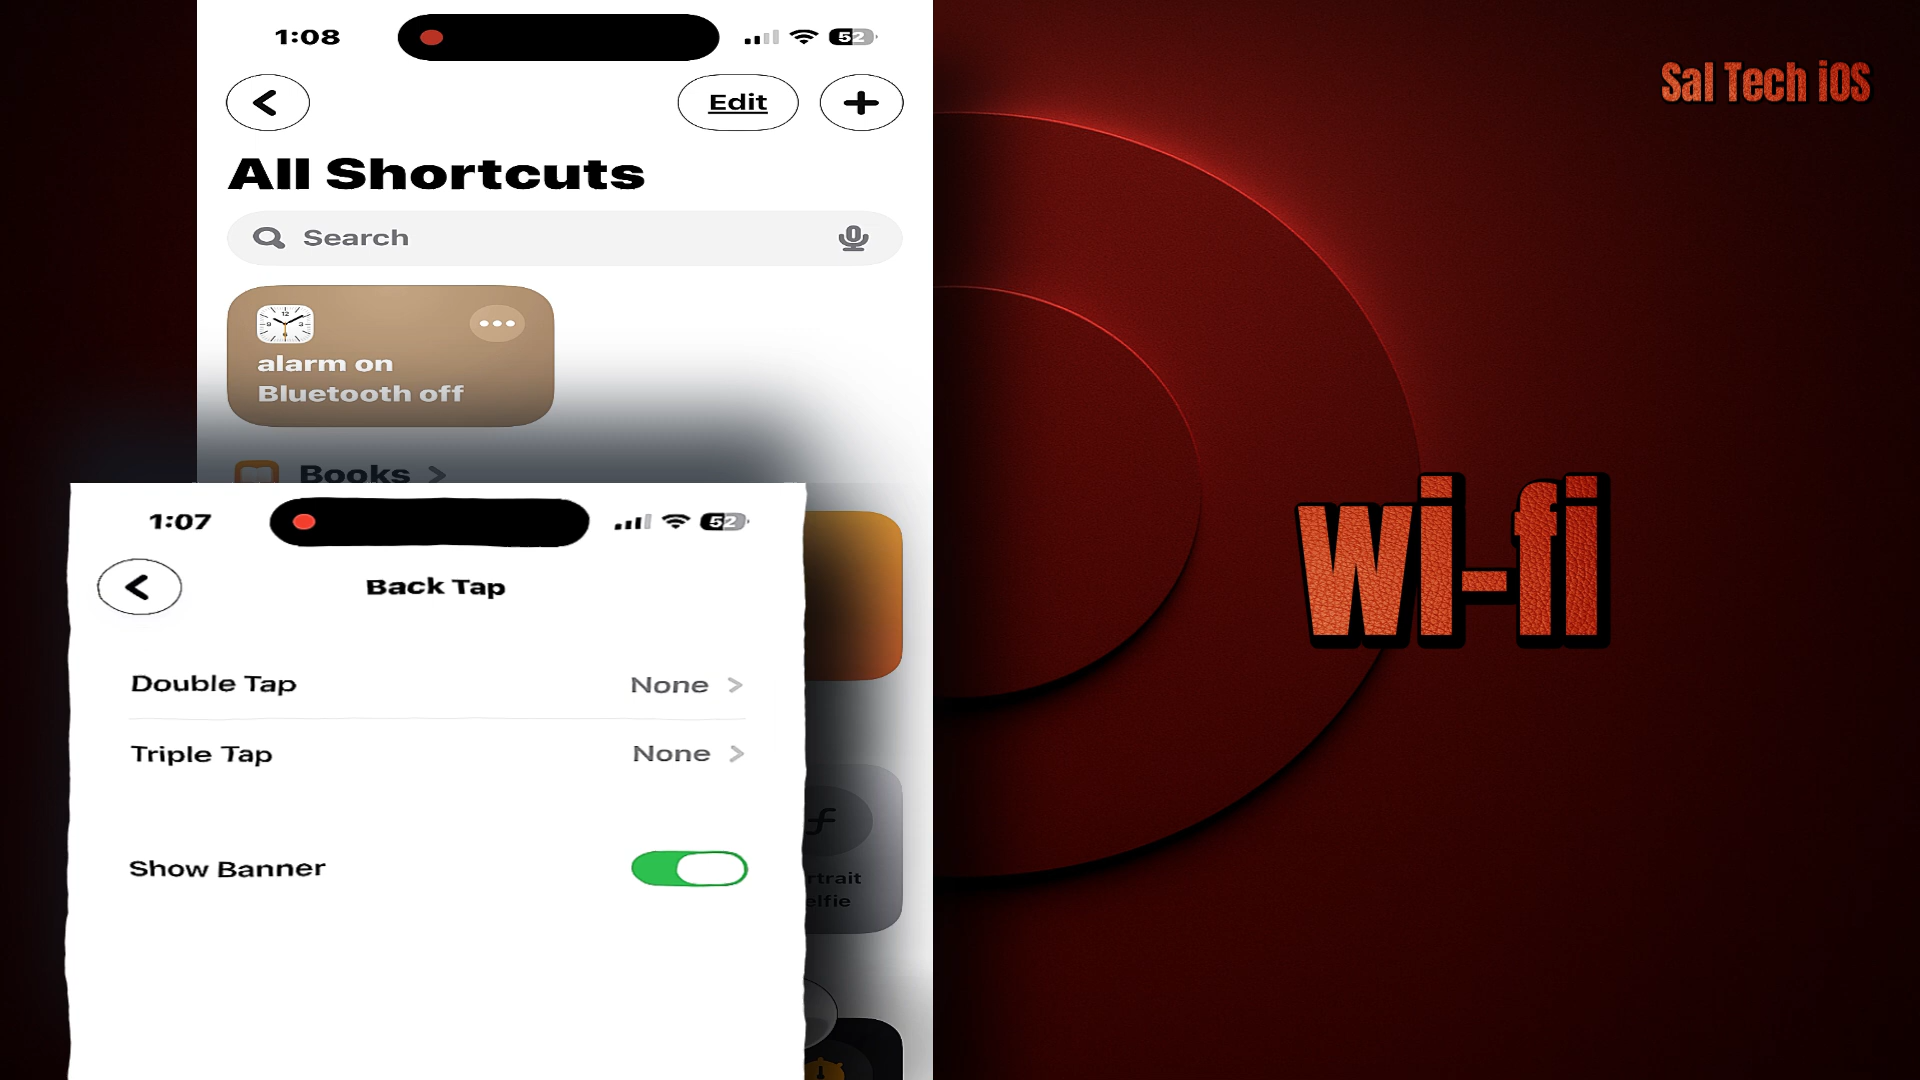 1:08
52
Edit
All Shortcuts
Search
alarm on
Bluetooth off
Books
1:07
52
Back Tap
Double Tap
None
Triple Tap
None
Show Banner
Sal Tech iOS
wi-fi